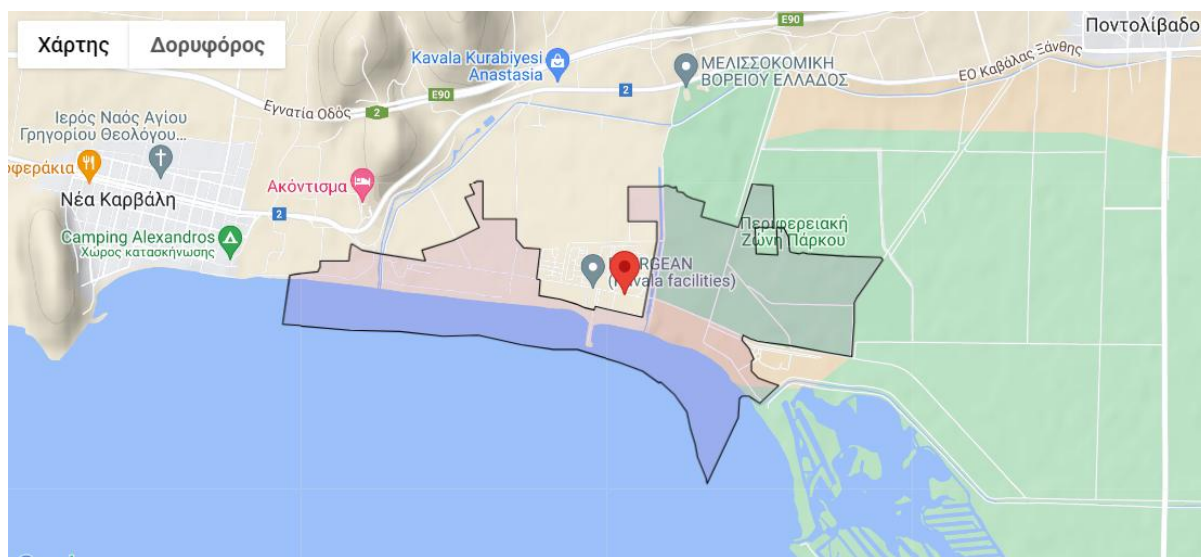 Χάρτης
Δορυφόρος
E90
Ποντολίβαδο
Kavala Kurabiyesi
Anastasia
ΜΕΛΙΣΣΟΚΟΜΙΚΗ
ΒΟΡΕΙΟΥ ΕΛΛΑΔΟΣ
ΕΟ Καβάλας Ξάνθης
Εγνατία Οδός
2
E90
2
Ιερός Ναός Αγίου
Γρηγορίου Θεολόγου...
Νέα Καρβάλη
Ακόντισμα
2
Camping Alexandros
Χώρος κατασκήνωσης
Περιφερειακή
Ζώνη Πάρκου
facilities)